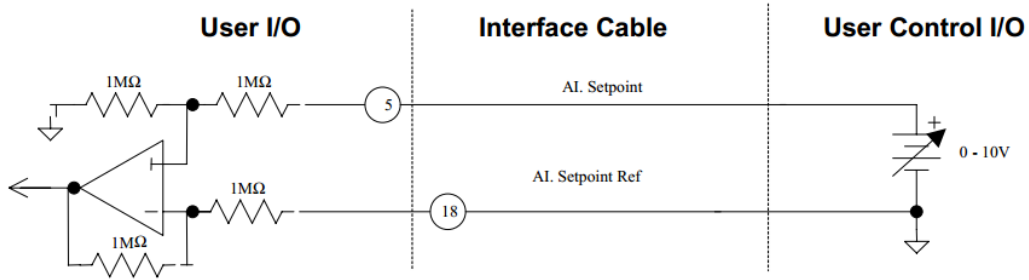 User I/O
Interface Cable
User Control I/O
1MΩ
1MΩ
5
AI. Setpoint
+
0 - 10V
AI. Setpoint Ref
1MΩ
18
1MΩ